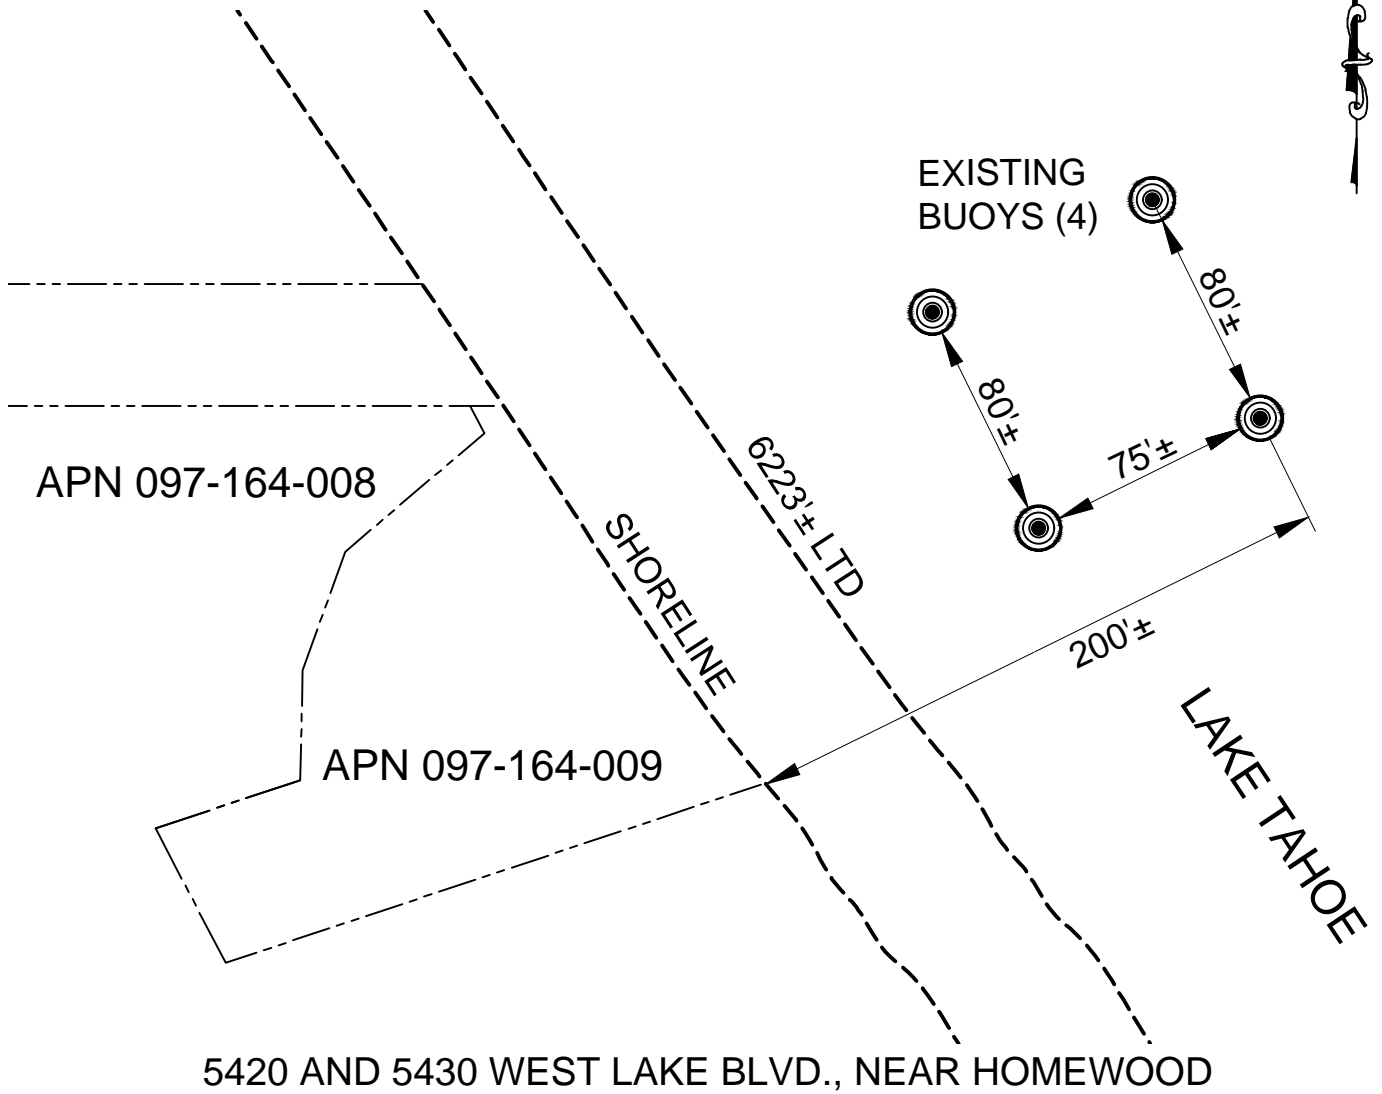 EXISTING
BUOYS (4)
80'±
80'±
75'±
6223'± LTD
APN 097-164-008
SHORELINE
200'±
LAKE TAHOE
APN 097-164-009
5420 AND 5430 WEST LAKE BLVD., NEAR HOMEWOOD